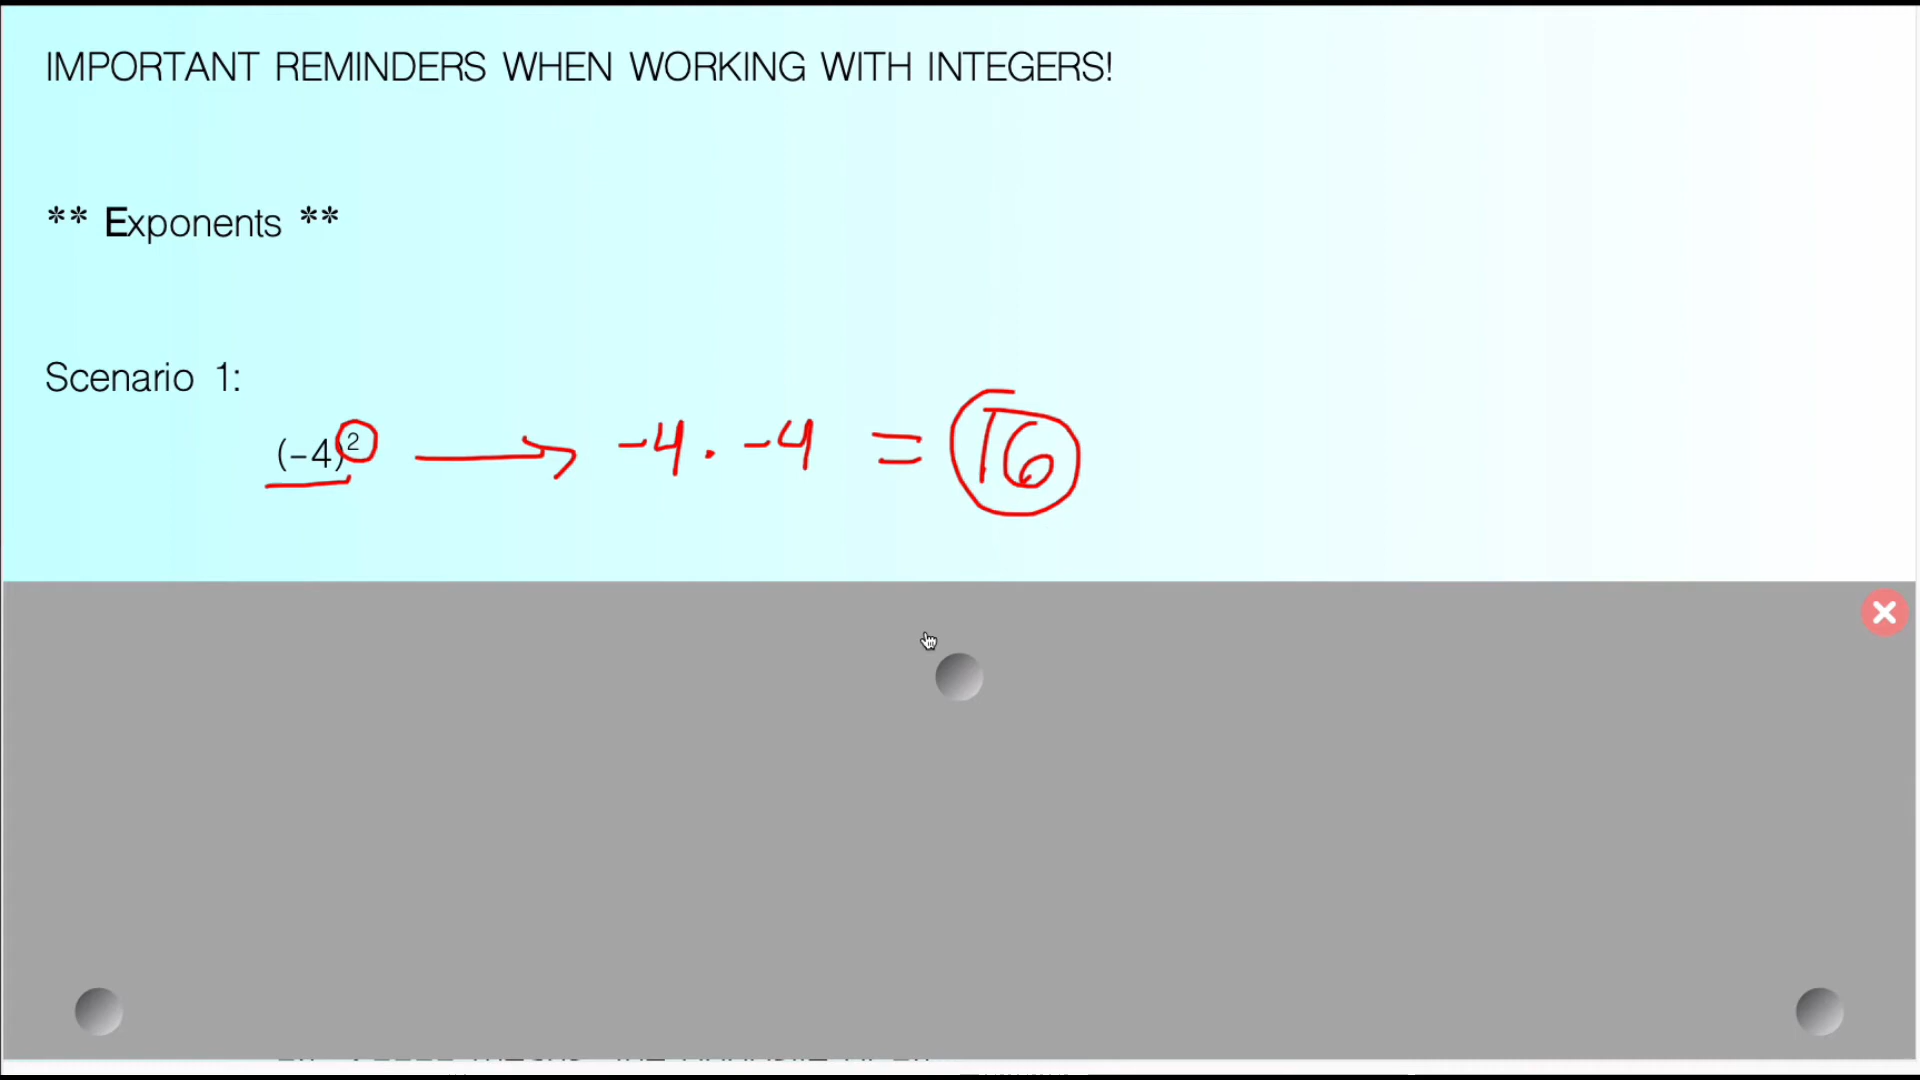 IMPORTANT REMINDERS WHEN WORKING WITH INTEGERS!
** Exponents **
Scenario 1:
(-4)² → -4 · -4 = 16